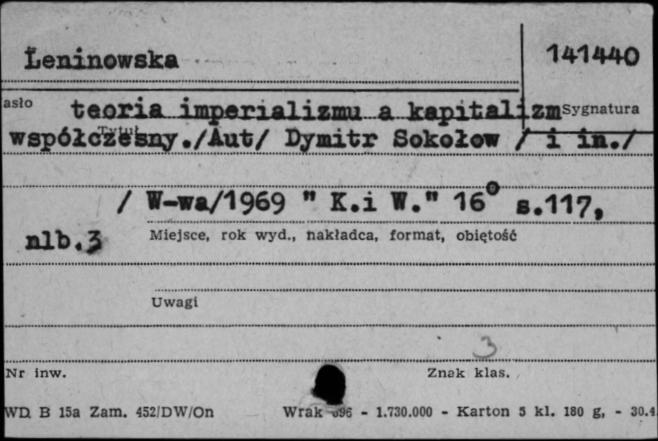 Leninowska 141440
asło teoria imperializmu a kapitalizm Sygnatura
Tytuł
współczesny./Aut/ Dymitr Sokołow / i in./
/ W-wa/1969 " K.i W." 16° s.117,
nlb.3 Miejsce, rok wyd., nakładca, format, objętość
Uwagi
3
Nr inw. Znak klas.
WD B 15a Zam. 452/DW/On Wrak - 1.730.000 - Karton 5 kl. 180 g, - 30.4